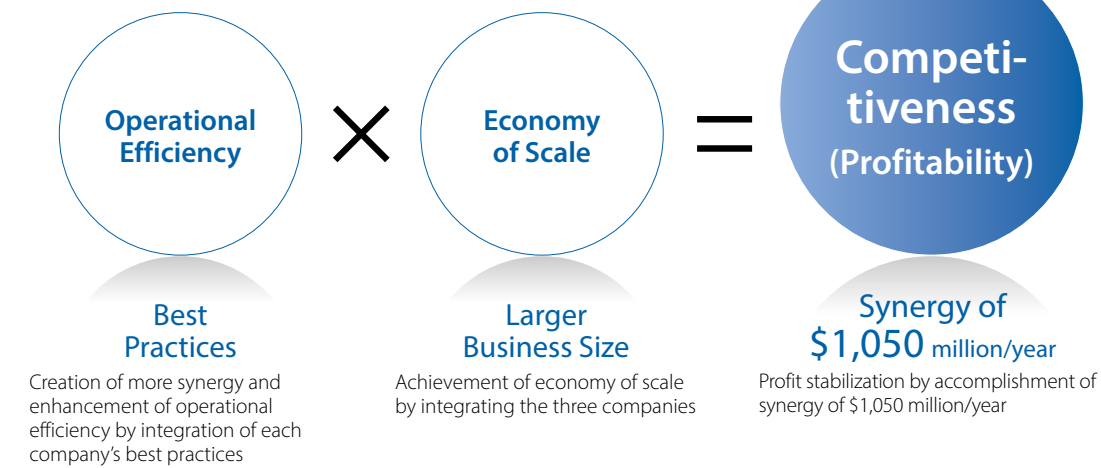 Operational
Efficiency
×
Economy
of Scale
=
Competi-
tiveness
(Profitability)
Best
Practices
Creation of more synergy and
enhancement of operational
efficiency by integration of each
company's best practices
Larger
Business Size
Achievement of economy of scale
by integrating the three companies
Synergy of
$1,050 million/year
Profit stabilization by accomplishment of
synergy of $1,050 million/year